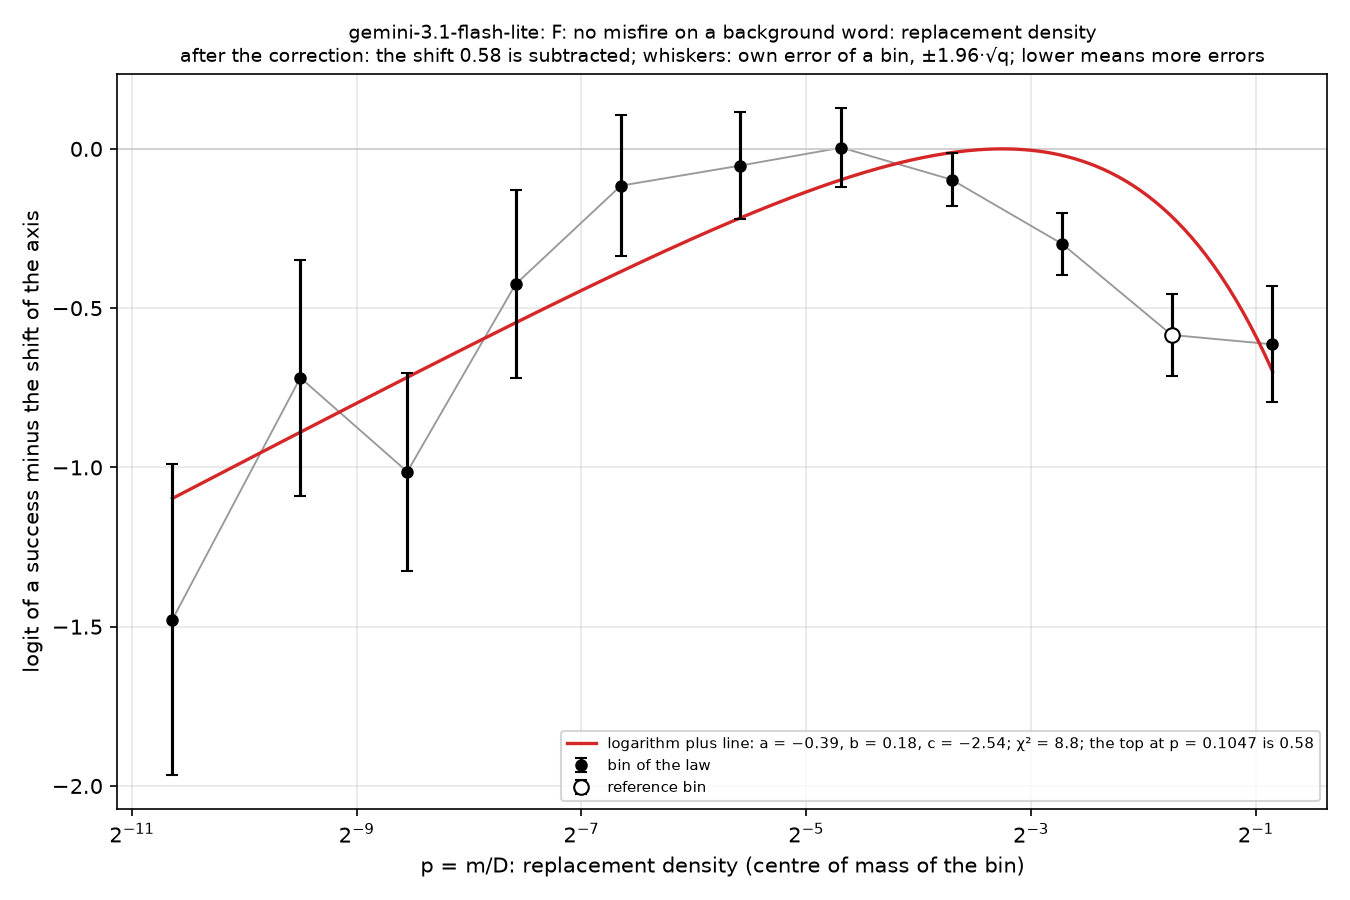 gemini-3.1-flash-lite: F: no misfire on a background word: replacement density
after the correction: the shift 0.58 is subtracted; whiskers: own error of a bin, ±1.96·√q; lower means more errors
logit of a success minus the shift of the axis
0.0
−0.5
−1.0
−1.5
−2.0
logarithm plus line: a = −0.39, b = 0.18, c = −2.54; χ² = 8.8; the top at p = 0.1047 is 0.58
bin of the law
reference bin
2⁻¹¹
2⁻⁹
2⁻⁷
2⁻⁵
2⁻³
2⁻¹
p = m/D: replacement density (centre of mass of the bin)